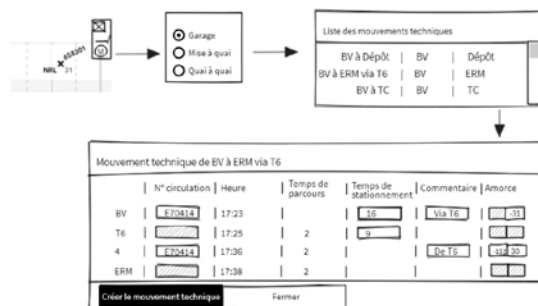 058301
NRL
31
M
Garage
Mise à quai
Quai à quai
Liste des mouvements techniques
BV à Dépôt | BV | Dépôt
BV à ERM via T6 | BV | ERM
BV à TC | BV | TC
Mouvement technique de BV à ERM via T6
N° circulation | Heure | Temps de parcours | Temps de stationnement | Commentaire | Amorce
BV | E70414 | 17:23 | | 16 | Via T6 | -31
T6 | | 17:25 | 2 | 9
4 | E70414 | 17:36 | 2 | | De T6 | 30
ERM | | 17:38 | 2
Créer le mouvement technique
Fermer